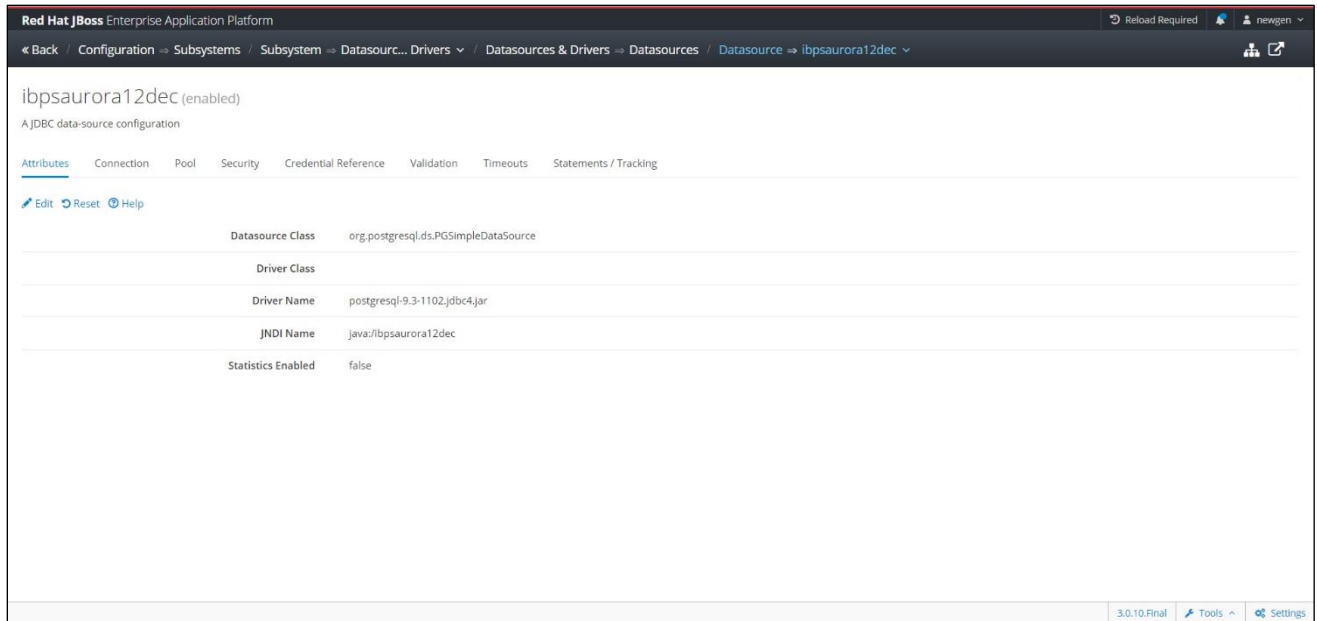 Red Hat JBoss Enterprise Application Platform Reload Required newgen
« Back / Configuration ⇒ Subsystems / Subsystem ⇒ Datasourc... Drivers / Datasources & Drivers ⇒ Datasources / Datasource ⇒ ibpsaurora12dec
ibpsaurora12dec (enabled)
A JDBC data-source configuration
Attributes Connection Pool Security Credential Reference Validation Timeouts Statements / Tracking
Edit Reset Help
Datasource Class org.postgresql.ds.PGSimpleDataSource
Driver Class
Driver Name postgresql-9.3-1102.jdbc4.jar
JNDI Name java:/ibpsaurora12dec
Statistics Enabled false
3.0.10.Final Tools Settings